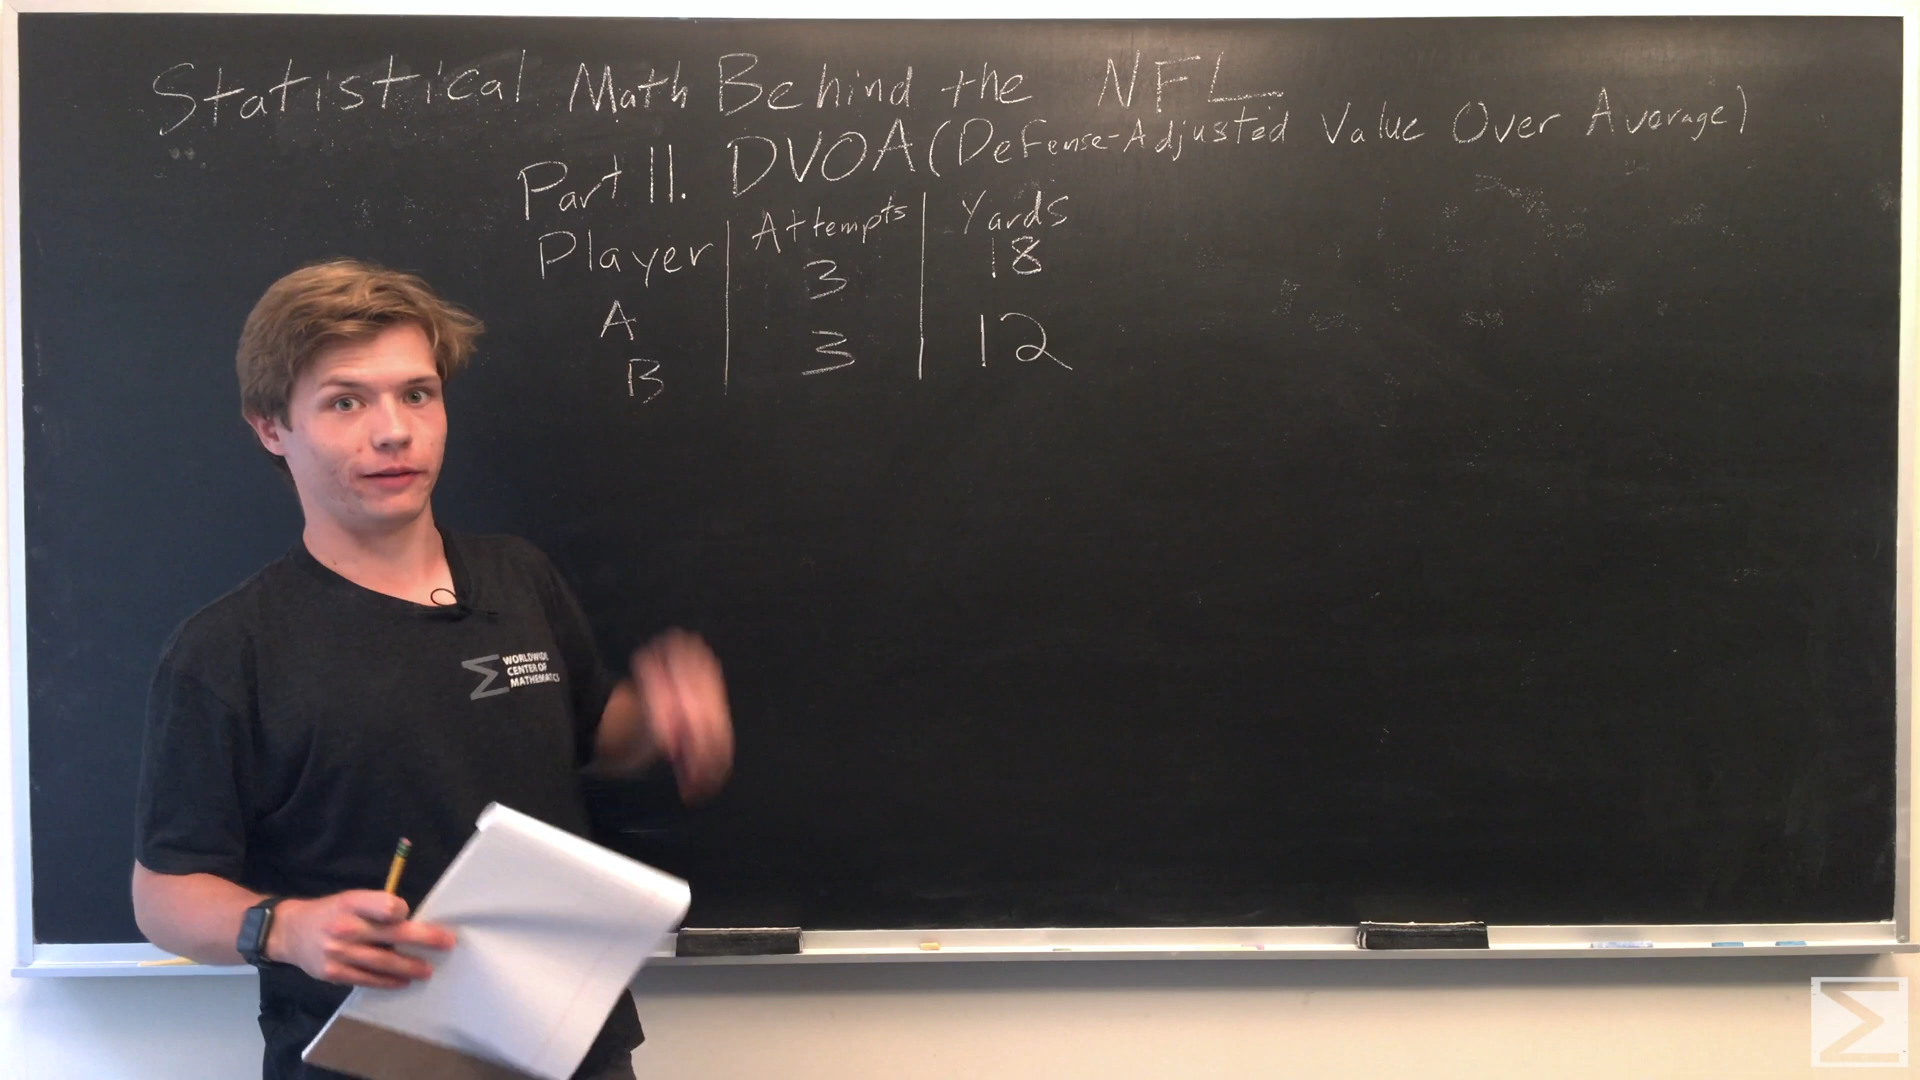 Statistical Math Behind the NFL
Part II. DVOA (Defense-Adjusted Value Over Average)
Player Attempts Yards
A 3 18
B 3 12
WORLDWIDE
CENTER OF
MATHEMATICS